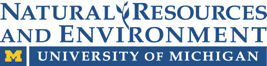 NATURAL RESOURCES
AND ENVIRONMENT
M UNIVERSITY OF MICHIGAN